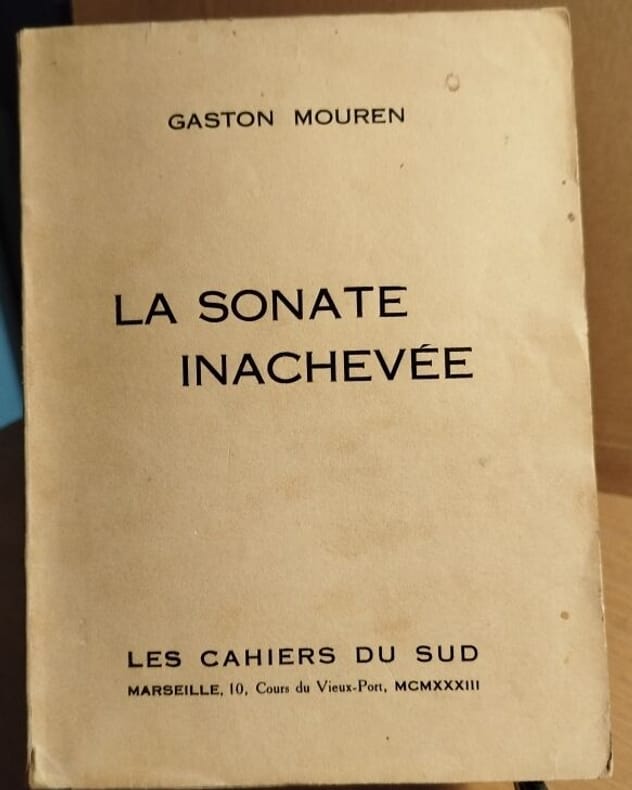 GASTON MOUREN
LA SONATE
INACHEVÉE
LES CAHIERS DU SUD
MARSEILLE, 10, Cours du Vieux-Port, MCMXXXIII